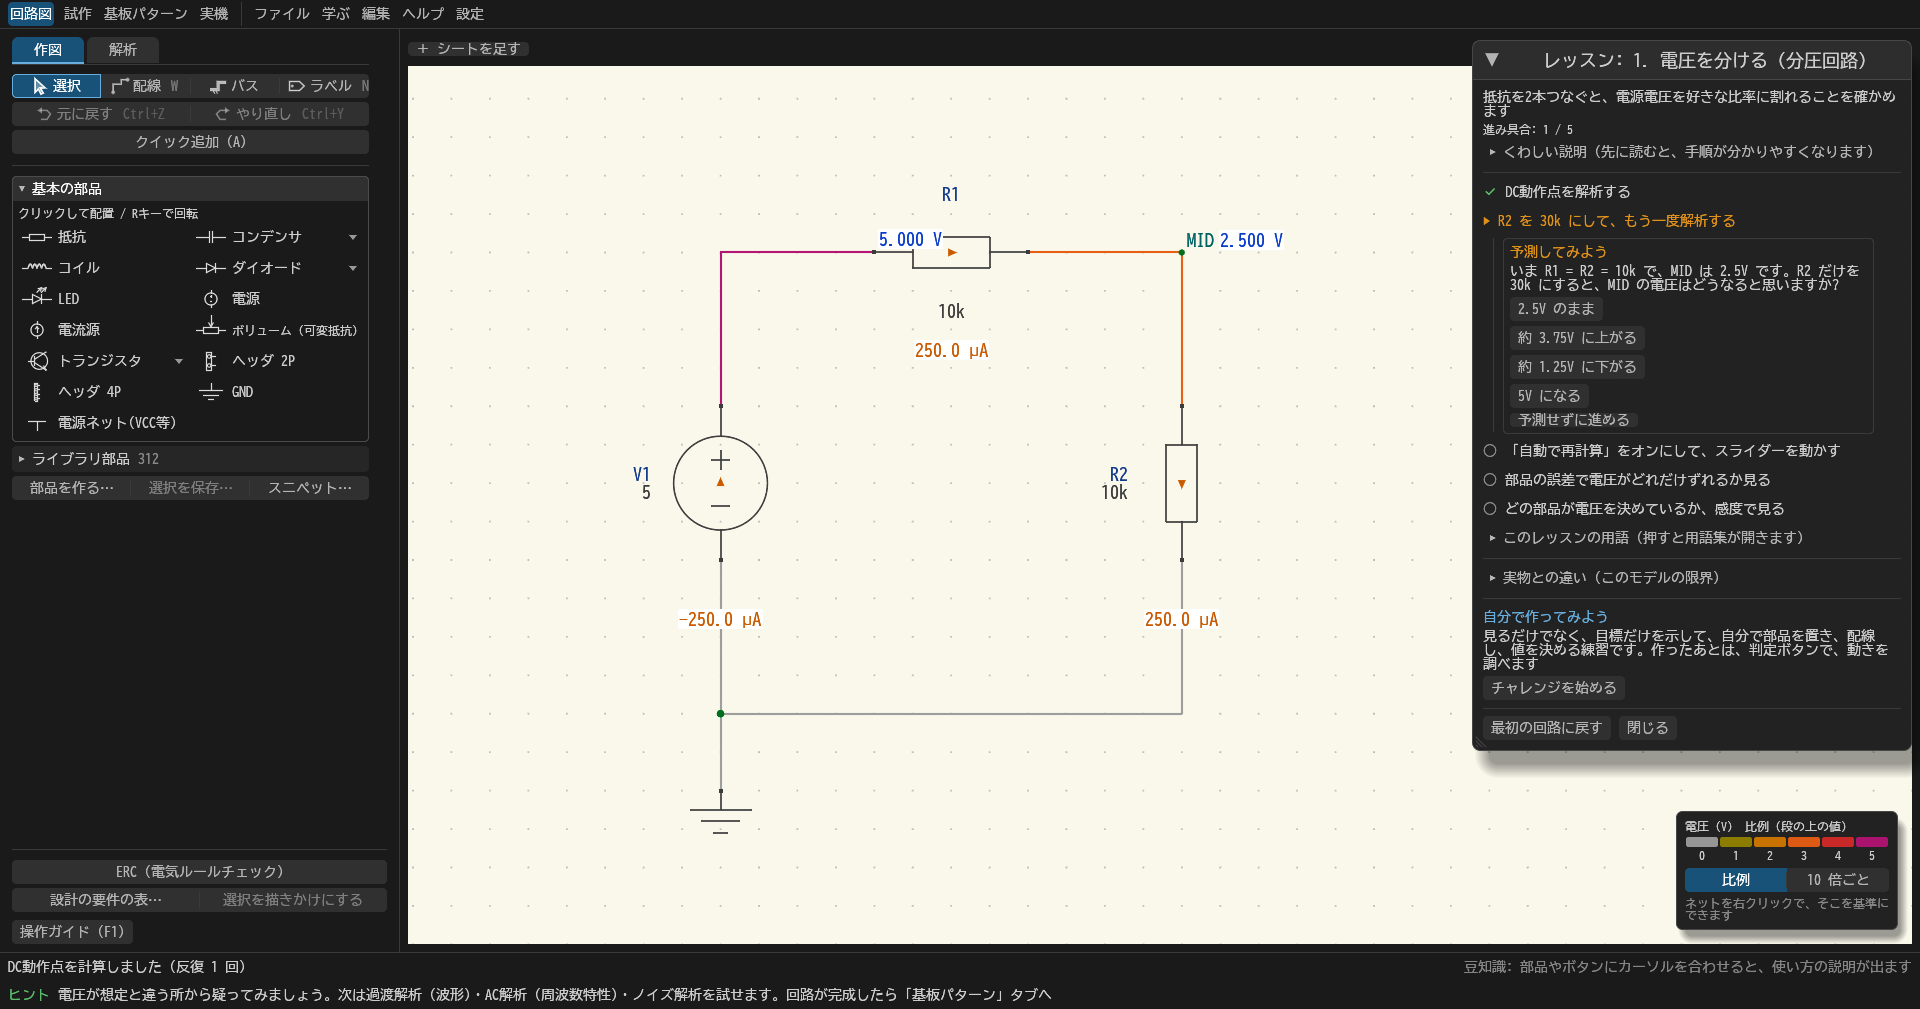 回路図 試作 基板パターン 実機 ファイル 学ぶ 編集 ヘルプ 設定
作図 解析
選択 配線 W バス ラベル N
元に戻す Ctrl+Z やり直し Ctrl+Y
クイック追加 (A)
▼ 基本の部品
クリックして配置 / Rキーで回転
抵抗 コンデンサ
コイル ダイオード
LED 電源
電流源 ボリューム (可変抵抗)
トランジスタ ヘッダ 2P
ヘッダ 4P GND
電源ネット(VCC等)
ライブラリ部品 312
部品を作る… 選択を保存… スニペット…
ERC (電気ルールチェック)
設計の要件の表… 選択を描きかけにする
操作ガイド (F1)
+ シートを足す
R1
5.000 V
MID 2.500 V
10k
250.0 µA
V1
5
R2
10k
−250.0 µA
250.0 µA
▼ レッスン: 1. 電圧を分ける (分圧回路)
抵抗を2本つなぐと、電源電圧を好きな比率に割れることを確かめ
ます
進み具合: 1 / 5
くわしい説明 (先に読むと、手順が分かりやすくなります)
✓ DC動作点を解析する
R2 を 30k にして、もう一度解析する
予測してみよう
いま R1 = R2 = 10k で、MID は 2.5V です。R2 だけを
30k にすると、MID の電圧はどうなると思いますか?
2.5V のまま
約 3.75V に上がる
約 1.25V に下がる
5V になる
予測せずに進める
「自動で再計算」をオンにして、スライダーを動かす
部品の誤差で電圧がどれだけずれるか見る
どの部品が電圧を決めているか、感度で見る
このレッスンの用語 (押すと用語集が開きます)
実物との違い (このモデルの限界)
自分で作ってみよう
見るだけでなく、目標だけを示して、自分で部品を置き、配線
し、値を決める練習です。作ったあとは、判定ボタンで、動きを
調べます
チャレンジを始める
最初の回路に戻す 閉じる
電圧 (V) 比例 (段の上の値)
0 1 2 3 4 5
比例 10 倍ごと
ネットを右クリックで、そこを基準に
できます
DC動作点を計算しました (反復 1 回)
豆知識: 部品やボタンにカーソルを合わせると、使い方の説明が出ます
ヒント 電圧が想定と違う所から疑ってみましょう。次は過渡解析 (波形)・AC解析 (周波数特性)・ノイズ解析を試せます。回路が完成したら「基板パターン」タブへ